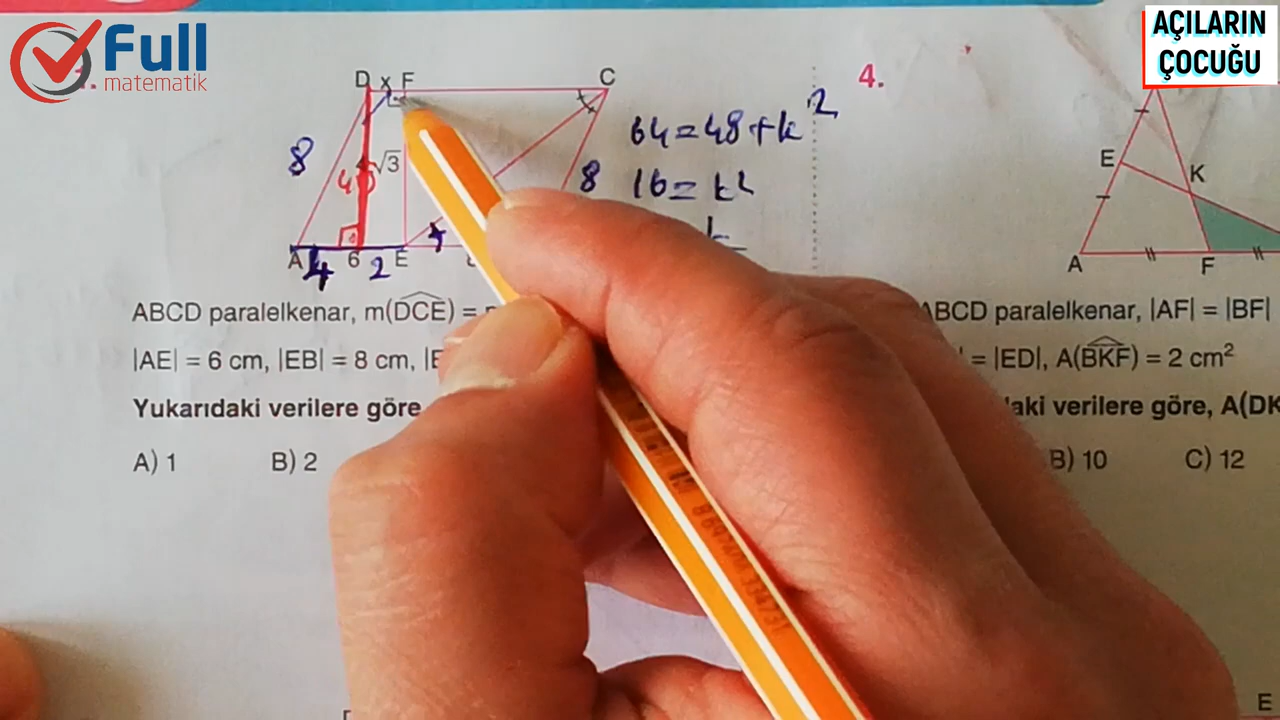 Full
matematik
AÇILARIN
ÇOCUĞU
D x F C
8
4√3
8
A 4 6 2 E
64 = 48 + k²
16 = k²
k
ABCD paralelkenar, m(DCE) =
|AE| = 6 cm, |EB| = 8 cm,
Yukarıdaki verilere göre
A) 1 B) 2
4.
E
K
A F
ABCD paralelkenar, |AF| = |BF|
= |ED|, A(BKF) = 2 cm²
verilere göre, A(DK
B) 10 C) 12
E